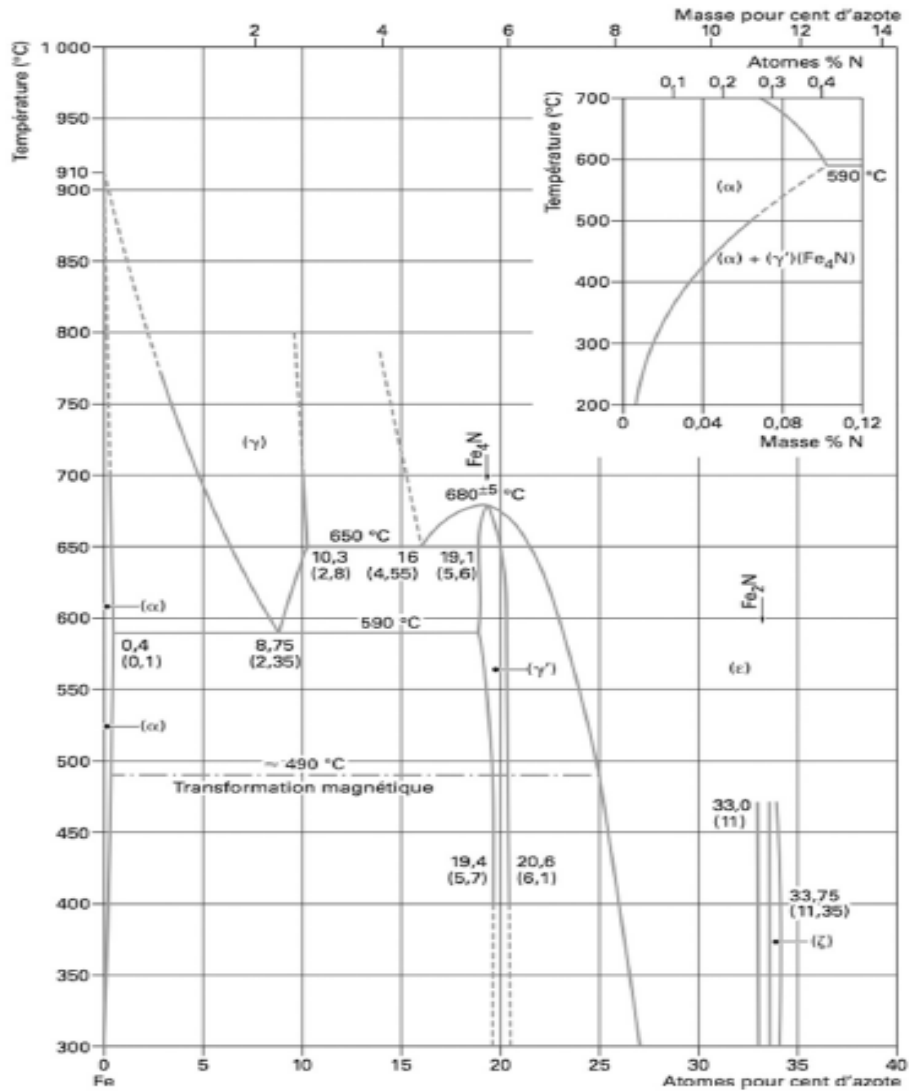 Masse pour cent d'azote
2 4 6 8 10 12 14
Température (°C)
1 000
950
910
900
850
800
750
700
650
600
550
500
450
400
350
300
Atomes % N
0,1 0,2 0,3 0,4
Température (°C)
700
600
500
400
300
200
590 °C
(α)
(α) + (γ')(Fe₄N)
0 0,04 0,08 0,12
Masse % N
(γ)
Fe₄N
680±5 °C
650 °C
10,3 16 19,1
(2,8) (4,55) (5,6)
Fe₂N
(α)
590 °C
0,4 8,75
(0,1) (2,35)
(γ')
(ε)
(α)
~ 490 °C
Transformation magnétique
33,0
(11)
19,4 20,6
(5,7) (6,1)
33,75
(11,35)
(ζ)
0 5 10 15 20 25 30 35 40
Fe
Atomes pour cent d'azote